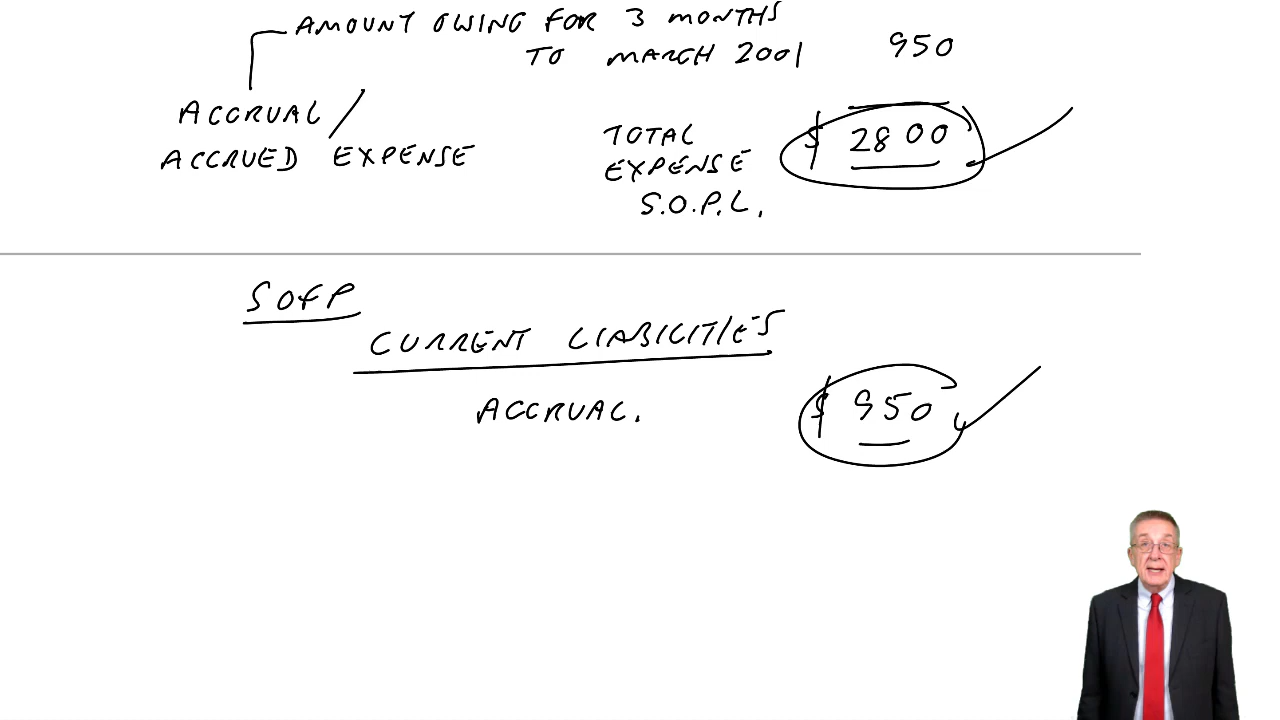 AMOUNT OWING FOR 3 MONTHS
TO MARCH 2001 950
ACCRUAL /
ACCRUED EXPENSE
TOTAL $ 2800
EXPENSE
S.O.P.L.
SOFP
CURRENT LIABILITIES
ACCRUAL. $ 950